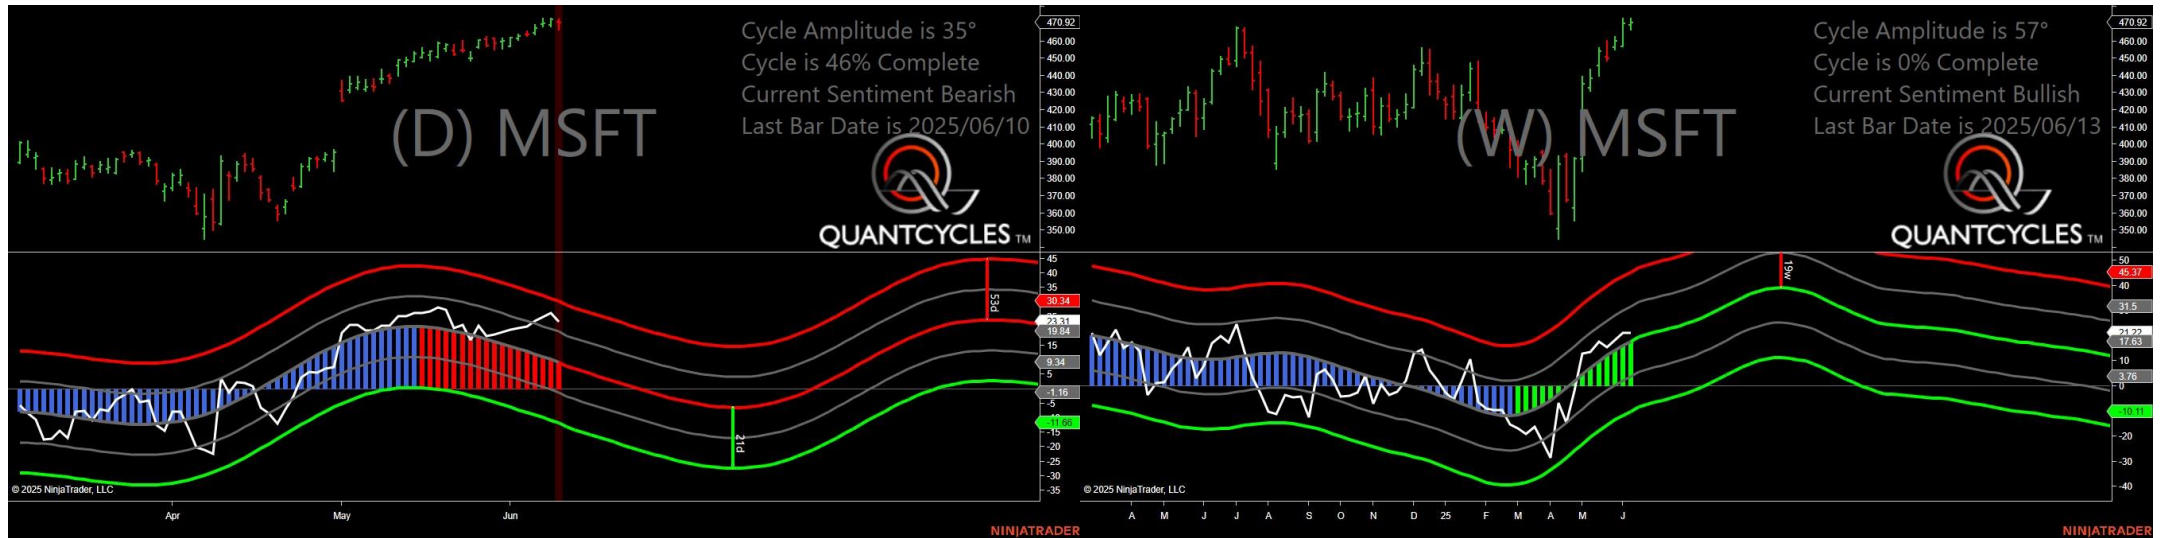 Cycle Amplitude is 35°
Cycle is 46% Complete
Current Sentiment Bearish
Last Bar Date is 2025/06/10
(D) MSFT
QUANTCYCLES TM
470.92
460.00
450.00
440.00
430.00
420.00
410.00
400.00
390.00
380.00
370.00
360.00
350.00
45
40
35
30.34
23.31
19.84
15
9.34
5
-1.16
-5
-11.66
-15
-20
-25
-30
-35
53d
21d
© 2025 NinjaTrader, LLC
Apr
May
Jun
NINJATRADER
Cycle Amplitude is 57°
Cycle is 0% Complete
Current Sentiment Bullish
Last Bar Date is 2025/06/13
(W) MSFT
QUANTCYCLES TM
470.92
460.00
450.00
440.00
430.00
420.00
410.00
400.00
390.00
380.00
370.00
360.00
350.00
50
45.37
40
31.5
21.22
17.63
10
3.76
0
-10.11
-20
-30
-40
19w
© 2025 NinjaTrader, LLC
A M J J A S O N D 25 F M A M J
NINJATRADER